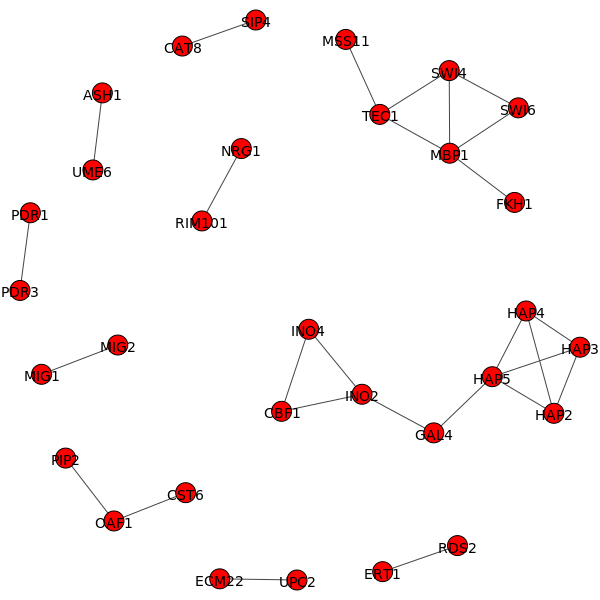 SIP4
CAT8
MSS11
SWI4
ASH1
SWI6
TEC1
NRG1
MBP1
UME6
FKH1
PDR1
RIM101
PDR3
HAP4
INO4
MIG2
HAP3
MIG1
HAP5
INO2
CBF1
HAP2
GAL4
PIP2
CST6
OAF1
RDS2
ERT1
ECM22
UPC2